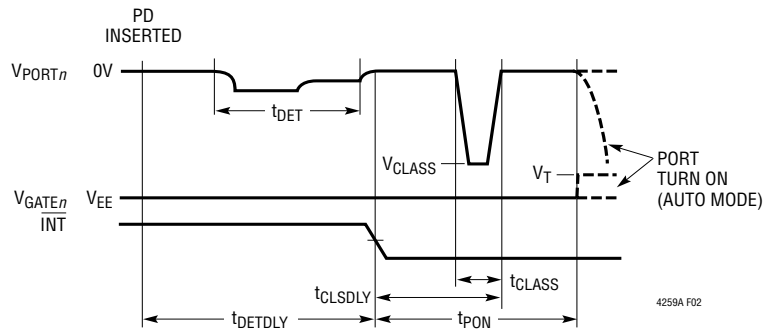 PD
INSERTED
VPORTn 0V
tDET
VCLASS
VT
PORT
TURN ON
(AUTO MODE)
VGATEn VEE
INT
tCLASS
tCLSDLY
tDETDLY
tPON
4259A F02